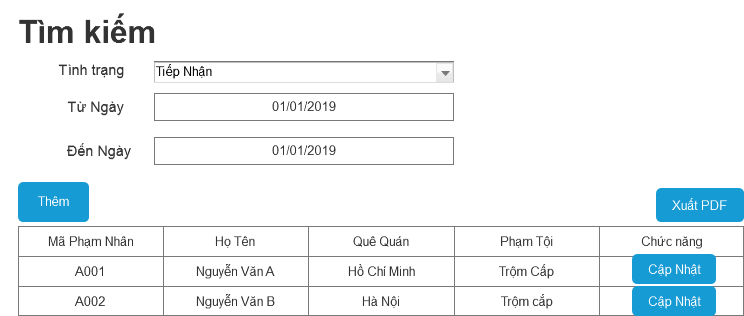 Tìm kiếm
Tình trạng Tiếp Nhận
Từ Ngày 01/01/2019
Đến Ngày 01/01/2019
Thêm Xuất PDF
Mã Phạm Nhân Họ Tên Quê Quán Phạm Tội Chức năng
A001 Nguyễn Văn A Hồ Chí Minh Trộm Cắp Cập Nhật
A002 Nguyễn Văn B Hà Nội Trộm cắp Cập Nhật